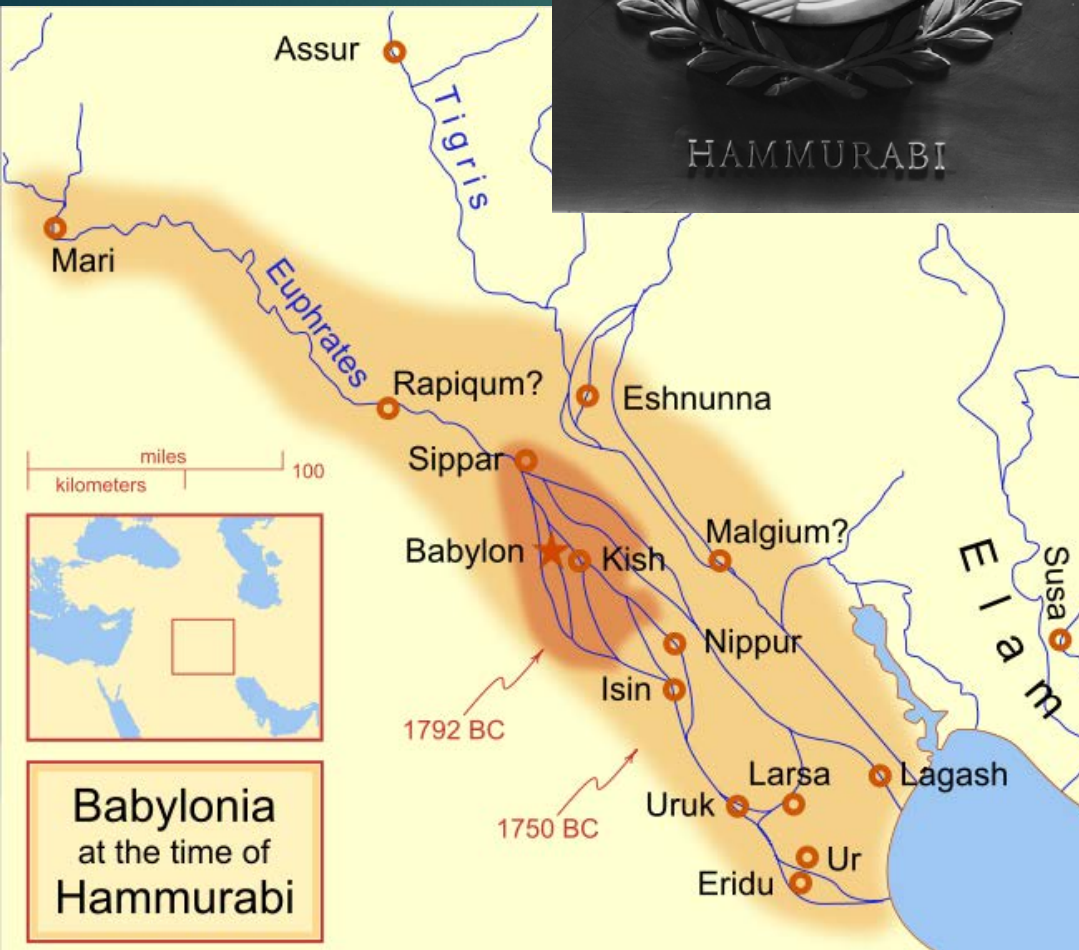 HAMMURABI
Assur
Tigris
Mari
Euphrates
Rapiqum?
Eshnunna
Sippar
miles
kilometers
100
Malgium?
Babylon
Kish
Elam
Susa
Nippur
Isin
1792 BC
Larsa
Lagash
Uruk
1750 BC
Ur
Eridu
Babylonia
at the time of
Hammurabi